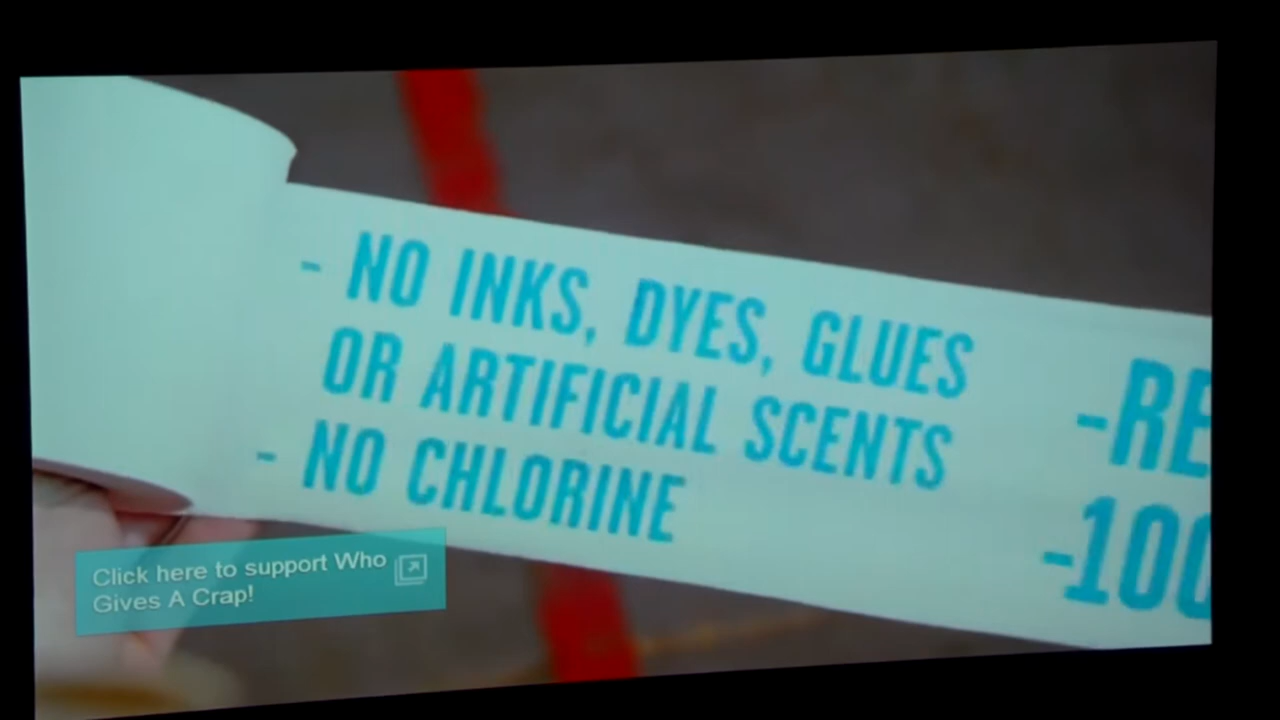 - NO INKS, DYES, GLUES
OR ARTIFICIAL SCENTS
- NO CHLORINE
-RE
-100
Click here to support Who
Gives A Crap!